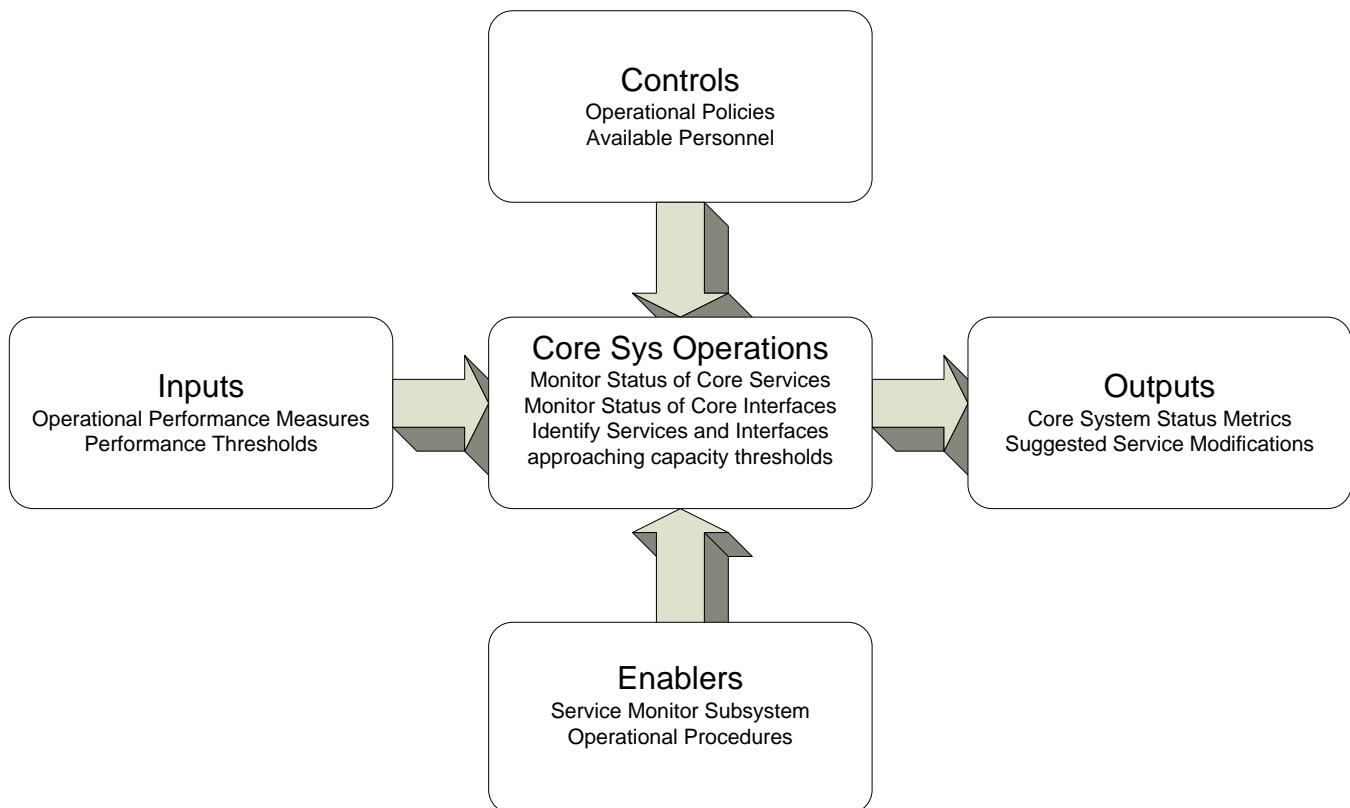 Controls
Operational Policies
Available Personnel
Inputs
Operational Performance Measures
Performance Thresholds
Core Sys Operations
Monitor Status of Core Services
Monitor Status of Core Interfaces
Identify Services and Interfaces
approaching capacity thresholds
Outputs
Core System Status Metrics
Suggested Service Modifications
Enablers
Service Monitor Subsystem
Operational Procedures